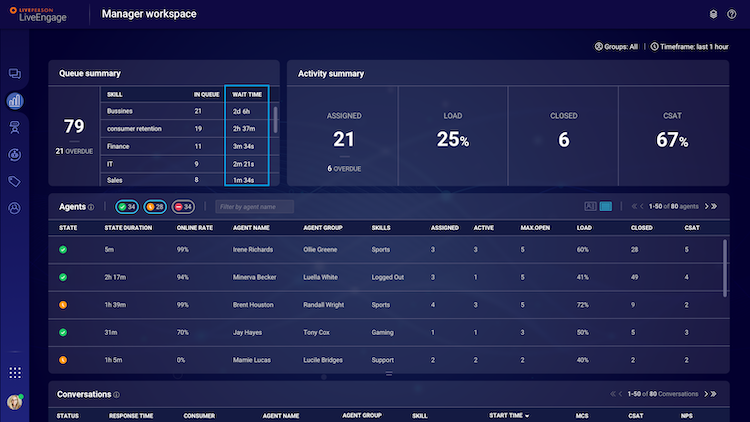 LIVEPERSON
LiveEngage
Manager workspace
Groups: All | Timeframe: last 1 hour
Queue summary
79
21 OVERDUE
SKILL IN QUEUE WAIT TIME
Bussines 21 2d 6h
consumer retention 19 2h 37m
Finance 11 3m 34s
IT 9 2m 21s
Sales 8 1m 34s
Activity summary
ASSIGNED LOAD CLOSED CSAT
21 25% 6 67%
6 OVERDUE
Agents 34 28 34 Filter by agent name 1-50 of 80 agents
STATE STATE DURATION ONLINE RATE AGENT NAME AGENT GROUP SKILLS ASSIGNED ACTIVE MAX.OPEN LOAD CLOSED CSAT
5m 99% Irene Richards Ollie Greene Sports 3 3 5 60% 28 5
2h 17m 94% Minerva Becker Luella White Logged Out 3 1 5 41% 49 4
1h 39m 99% Brent Houston Randall Wright Sports 4 3 5 72% 9 2
31m 70% Jay Hayes Tony Cox Gaming 1 1 3 50% 5 3
1h 5m 0% Mamie Lucas Lucile Bridges Support 2 2 2 40% 2 2
Conversations 1-50 of 80 Conversations
STATUS RESPONSE TIME CONSUMER AGENT NAME AGENT GROUP SKILL START TIME MCS CSAT NPS